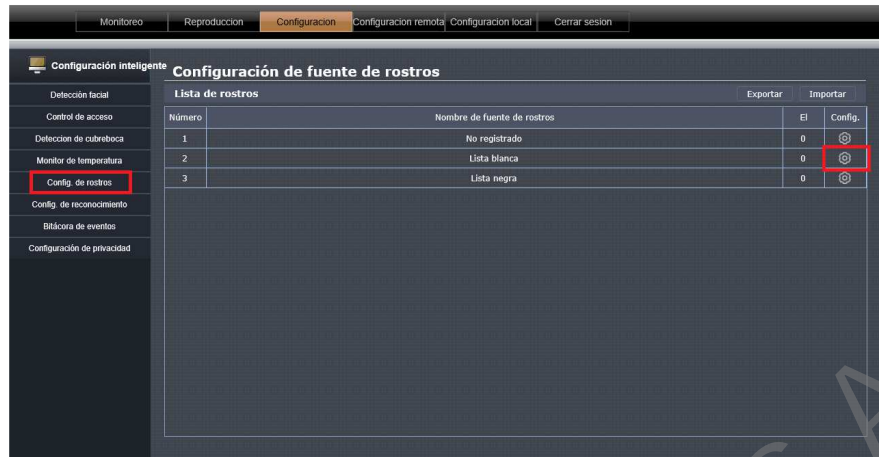 Monitoreo Reproduccion Configuracion Configuracion remota Configuracion local Cerrar sesion
Configuración inteligente
Configuración de fuente de rostros
Detección facial
Control de acceso
Deteccion de cubreboca
Monitor de temperatura
Config. de rostros
Config. de reconocimiento
Bitácora de eventos
Configuración de privacidad
Lista de rostros Exportar Importar
Número Nombre de fuente de rostros El Config.
1 No registrado 0
2 Lista blanca 0
3 Lista negra 0